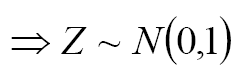 ⇒ Z ~ N(0,1)